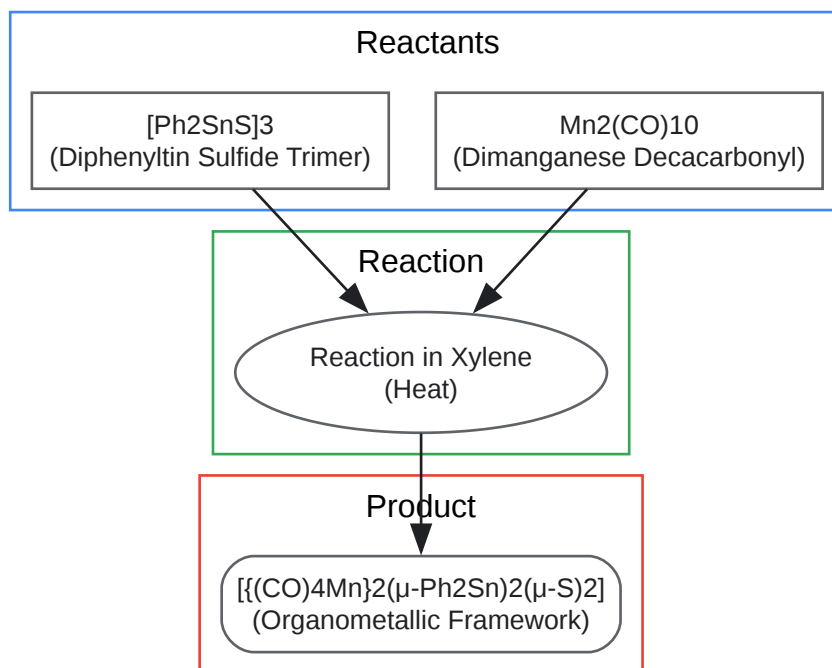 Reactants
[Ph2SnS]3
(Diphenyltin Sulfide Trimer)
Mn2(CO)10
(Dimanganese Decacarbonyl)
Reaction
Reaction in Xylene
(Heat)
Product
[{(CO)4Mn}2(μ-Ph2Sn)2(μ-S)2]
(Organometallic Framework)